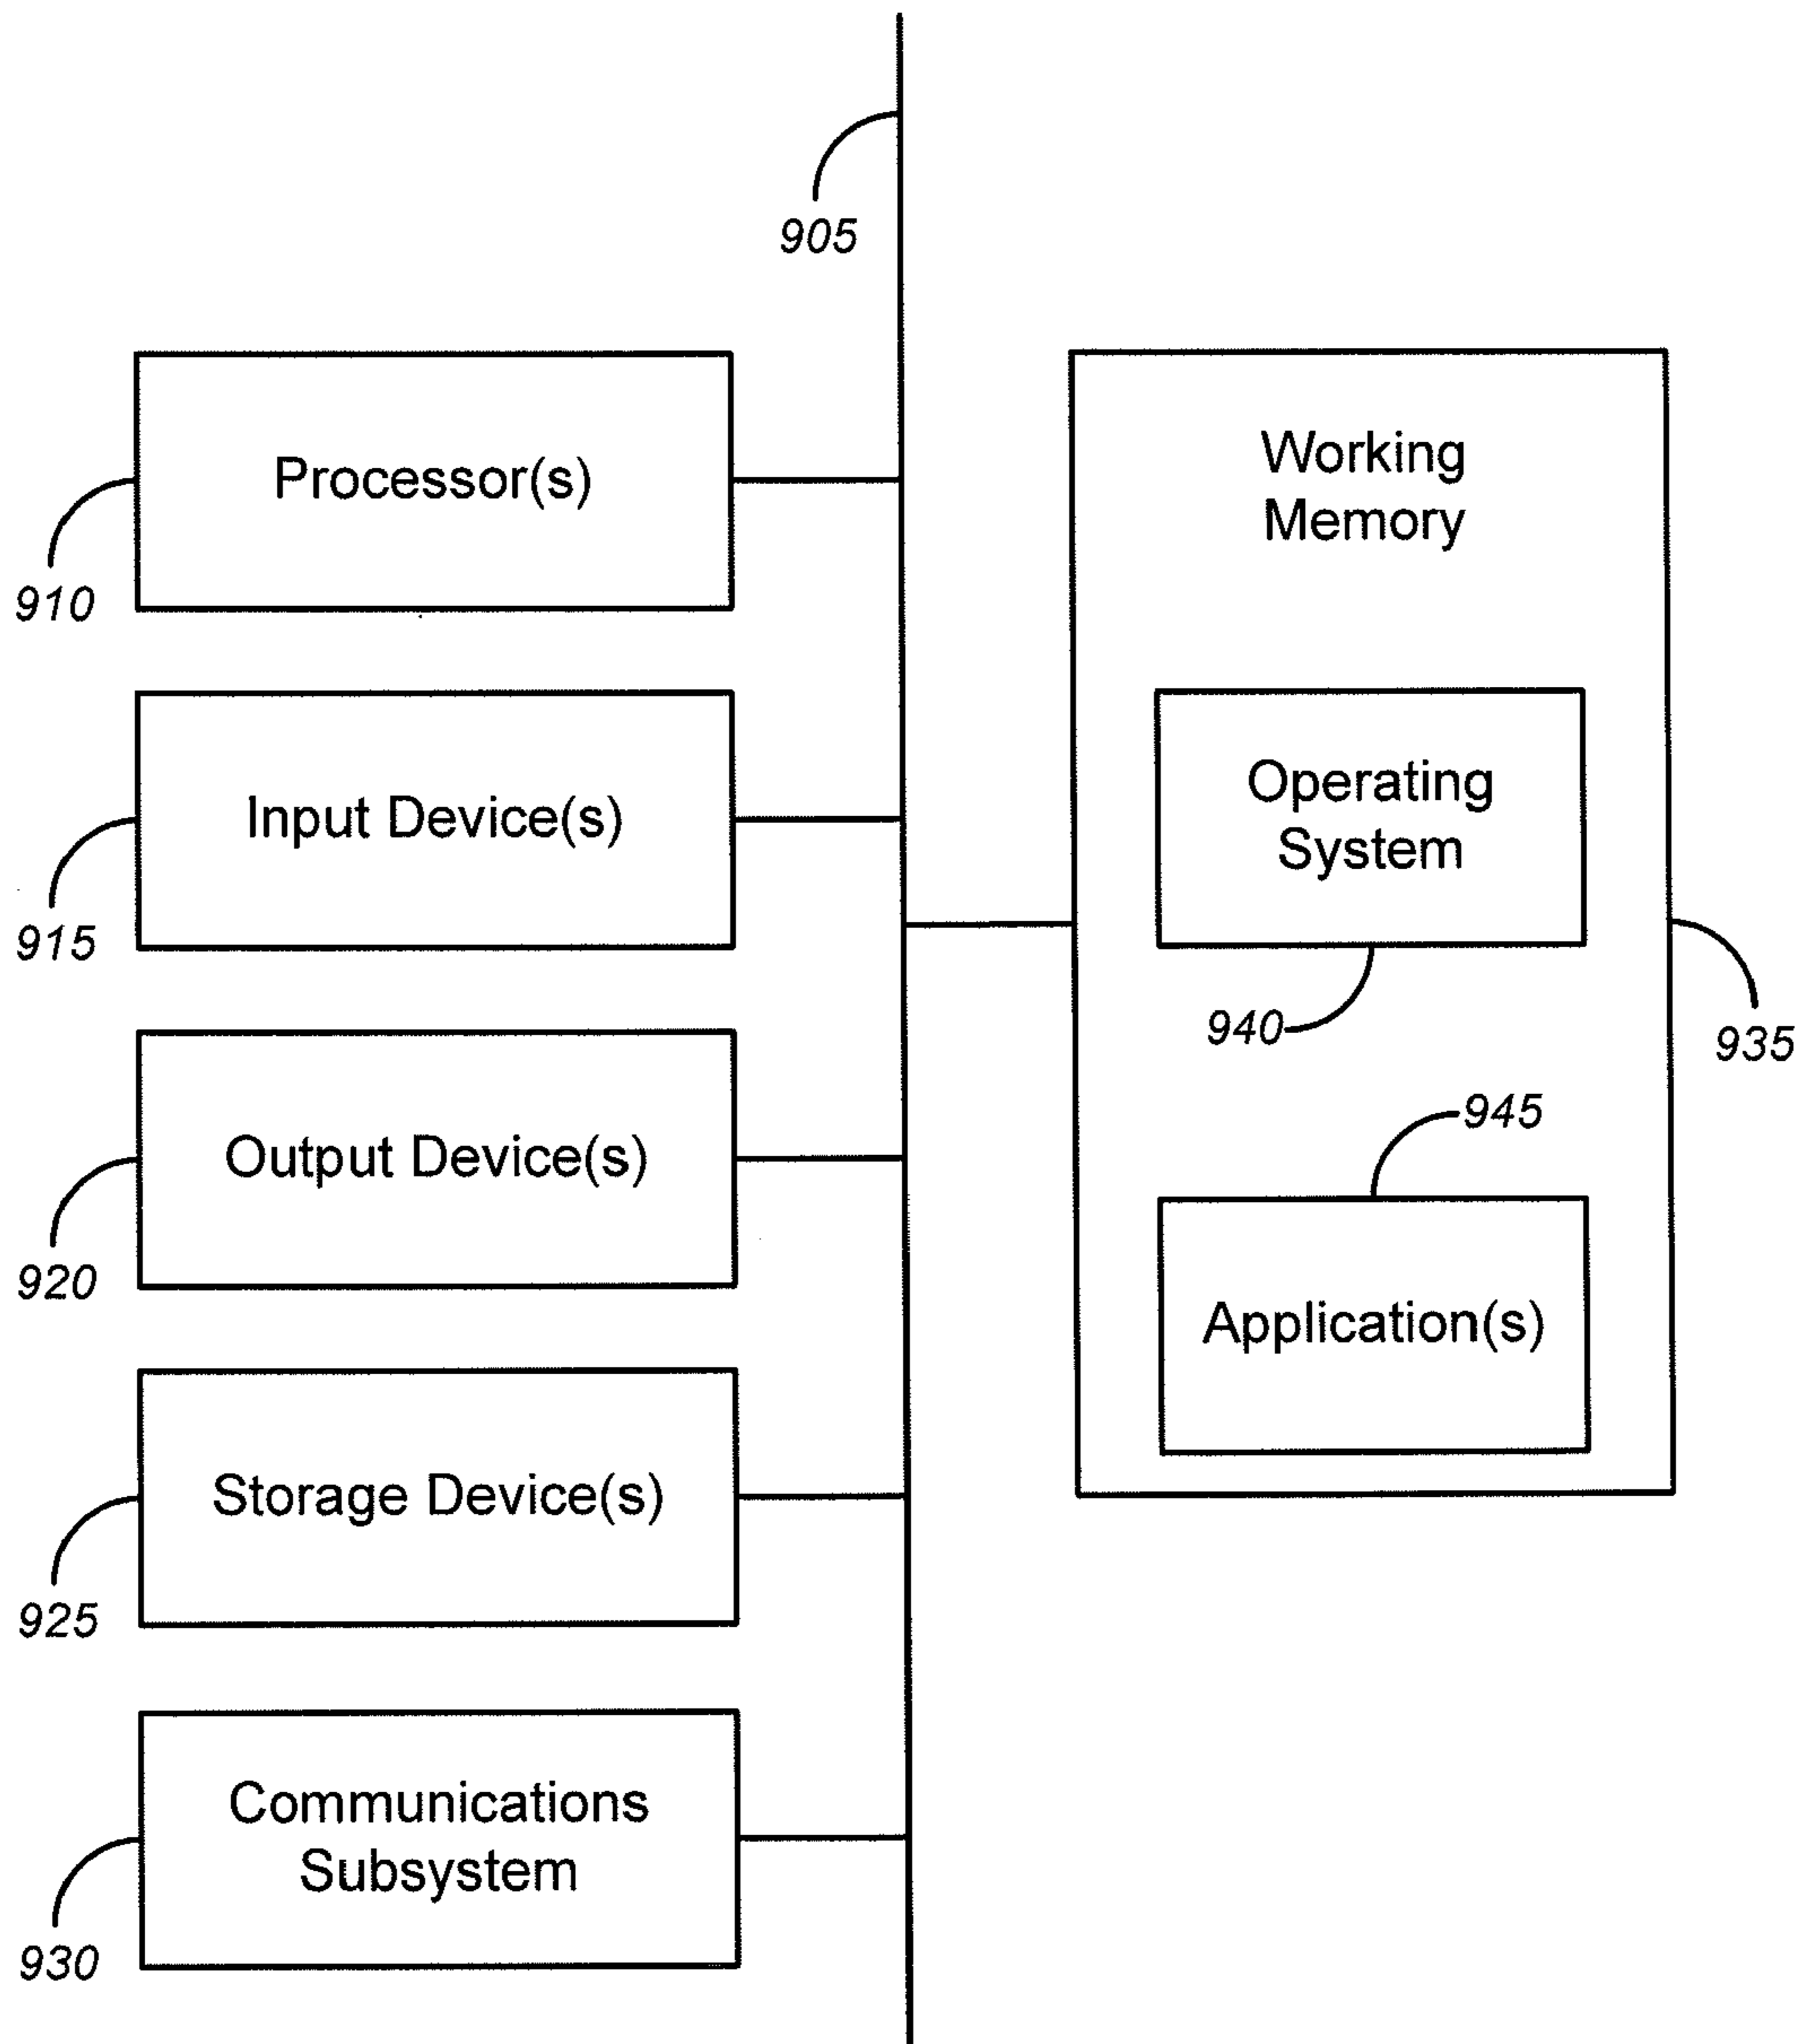 905
Processor(s)
910
Input Device(s)
915
Output Device(s)
920
Storage Device(s)
925
Communications
Subsystem
930
Working
Memory
Operating
System
940
935
945
Application(s)